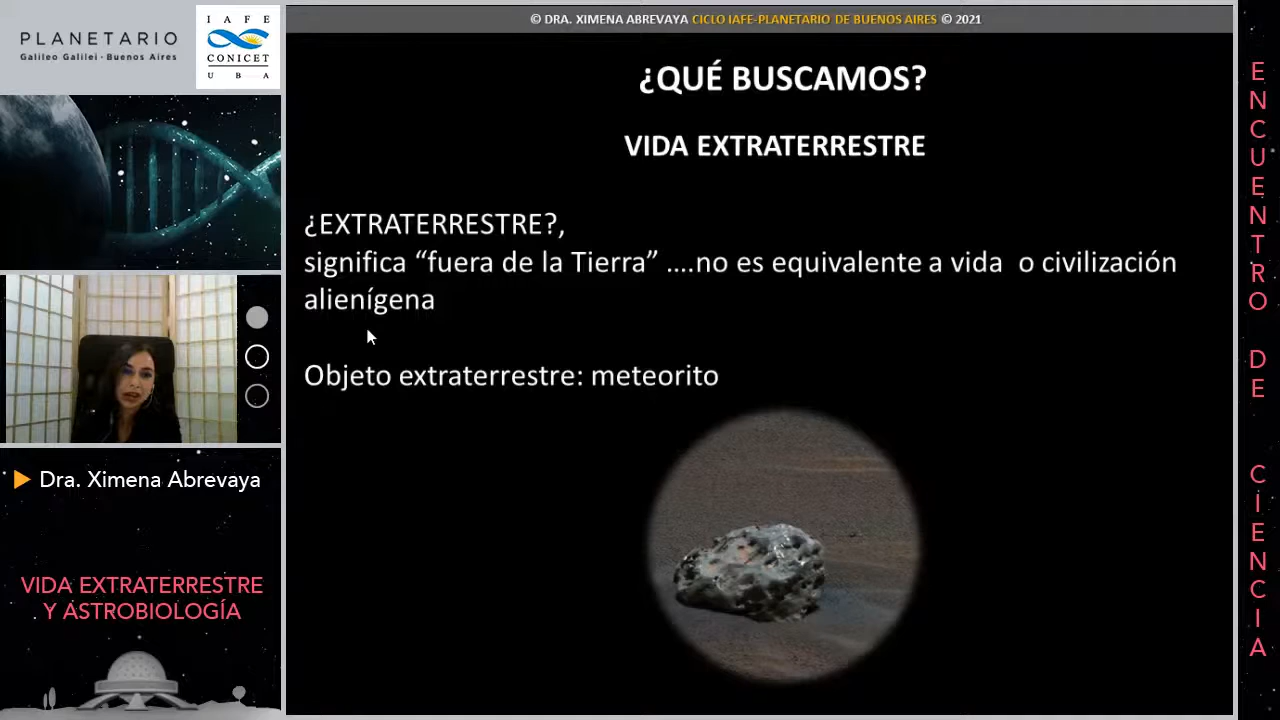 PLANETARIO
Galileo Galilei · Buenos Aires
I A F E
CONICET
U B A
© DRA. XIMENA ABREVAYA CICLO IAFE-PLANETARIO DE BUENOS AIRES © 2021
¿QUÉ BUSCAMOS?
VIDA EXTRATERRESTRE
¿EXTRATERRESTRE?,
significa “fuera de la Tierra” ....no es equivalente a vida o civilización
alienígena
Objeto extraterrestre: meteorito
Dra. Ximena Abrevaya
VIDA EXTRATERRESTRE
Y ASTROBIOLOGÍA
ENCUENTRO DE CIENCIA